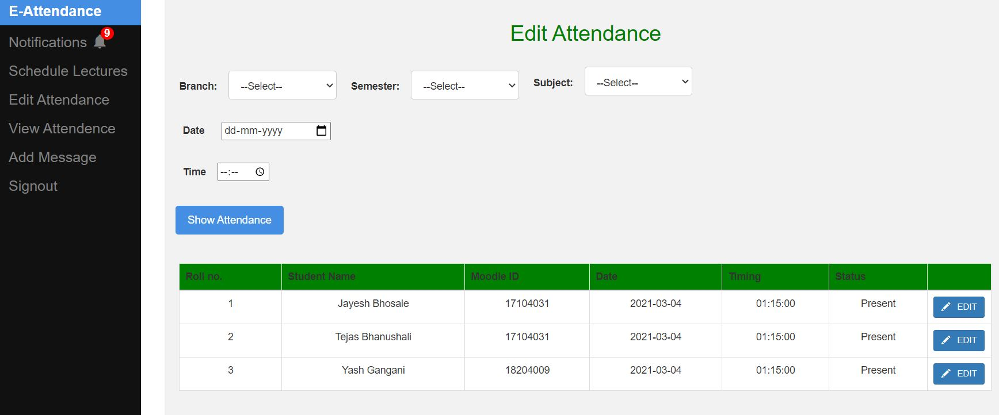 E-Attendance
Notifications 9
Schedule Lectures
Edit Attendance
View Attendence
Add Message
Signout
Edit Attendance
Branch: --Select-- Semester: --Select-- Subject: --Select--
Date dd-mm-yyyy
Time --:--
Show Attendance
Roll no. Student Name Moodle ID Date Timing Status
1 Jayesh Bhosale 17104031 2021-03-04 01:15:00 Present EDIT
2 Tejas Bhanushali 17104031 2021-03-04 01:15:00 Present EDIT
3 Yash Gangani 18204009 2021-03-04 01:15:00 Present EDIT